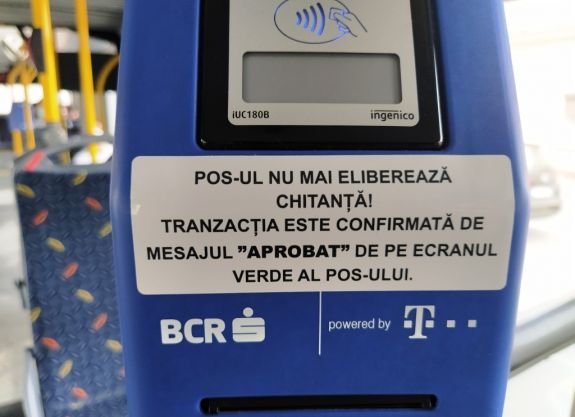 iUC180B ingenico
POS-UL NU MAI ELIBEREAZĂ
CHITANȚĂ!
TRANZACȚIA ESTE CONFIRMATĂ DE
MESAJUL ”APROBAT” DE PE ECRANUL
VERDE AL POS-ULUI.
BCR powered by T